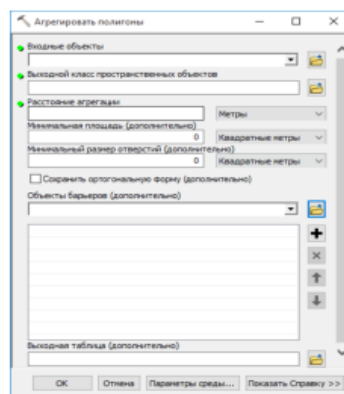 Агрегировать полигоны
Входные объекты
Выходной класс пространственных объектов
Расстояние агрегации
Метры
Минимальная площадь (дополнительно)
0 Квадратные метры
Минимальный размер отверстий (дополнительно)
0 Квадратные метры
Сохранить ортогональную форму (дополнительно)
Объекты барьеров (дополнительно)
Выходная таблица (дополнительно)
OK Отмена Параметры среды... Показать Справку >>